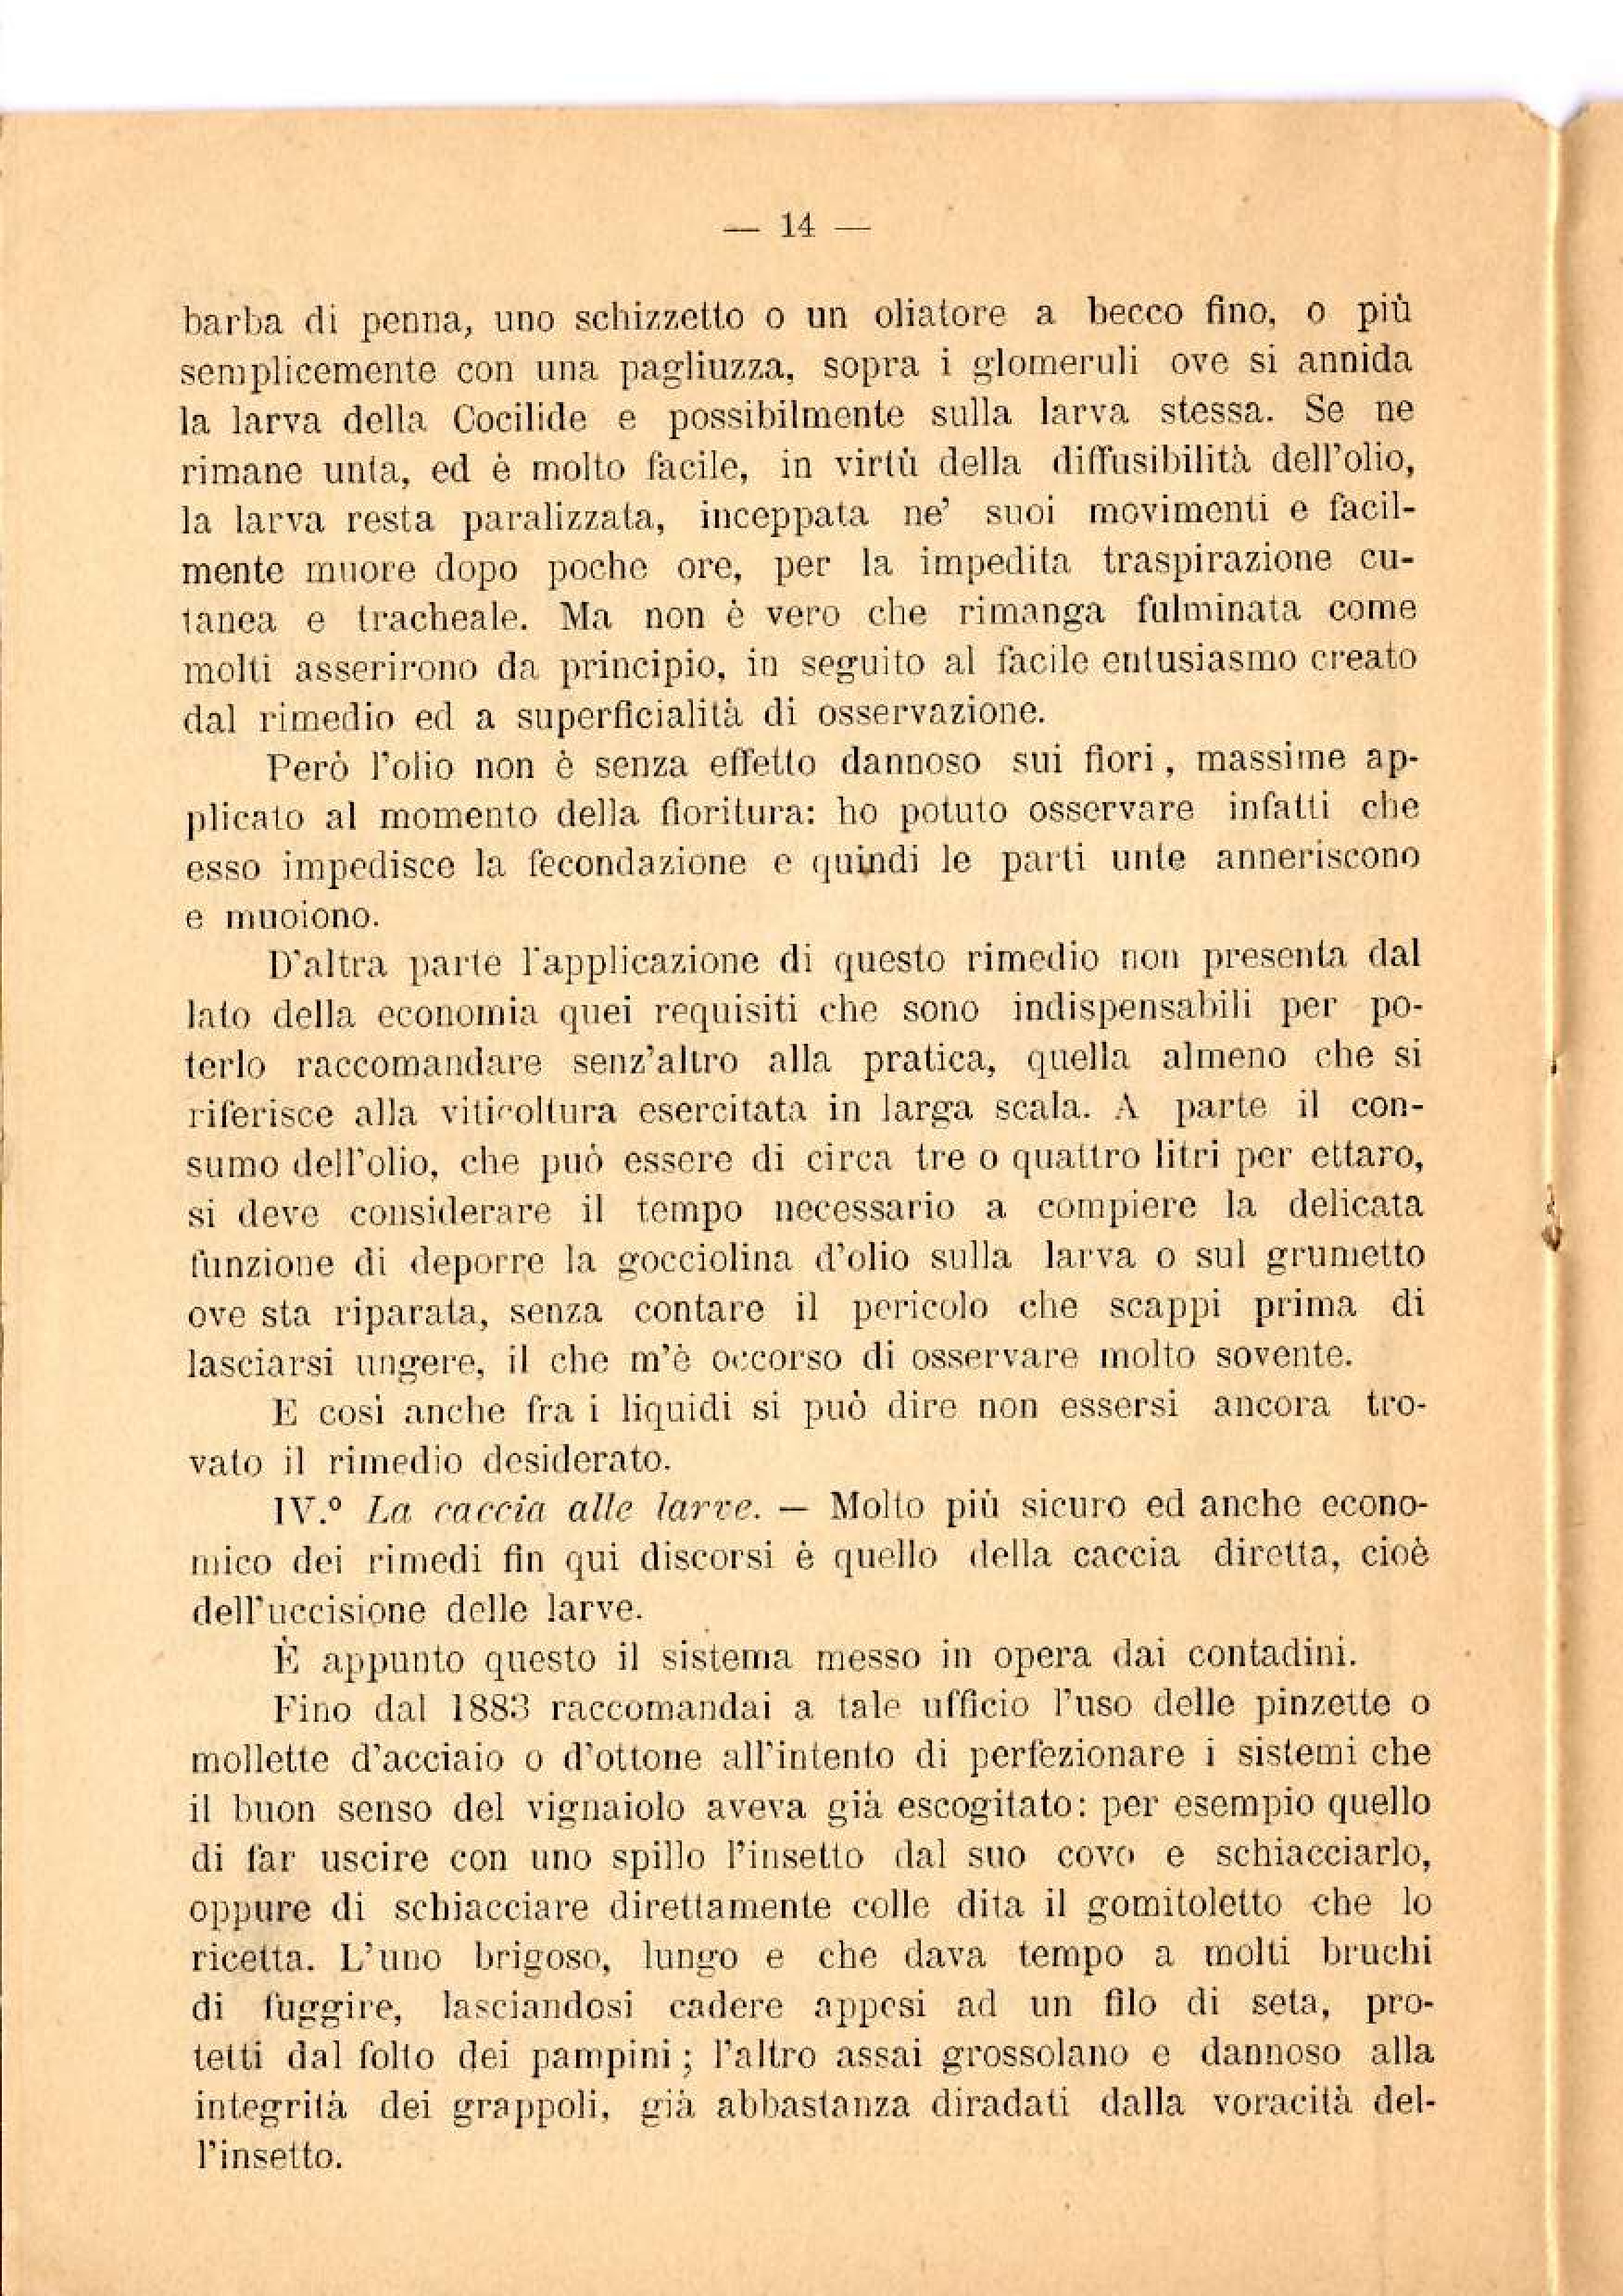 — 14 —
barba di penna, uno schizzetto o un oliatore a becco fino, o più
semplicemente con una pagliuzza, sopra i glomeruli ove si annida
la larva della Cocilide e possibilmente sulla larva stessa. Se ne
rimane unta, ed è molto facile, in virtù della diffusibilità dell'olio,
la larva resta paralizzata, inceppata ne' suoi movimenti e facil-
mente muore dopo poche ore, per la impedita traspirazione cu-
tanea e tracheale. Ma non è vero che rimanga fulminata come
molti asserirono da principio, in seguito al facile entusiasmo creato
dal rimedio ed a superficialità di osservazione.
Però l'olio non è senza effetto dannoso sui fiori, massime ap-
plicato al momento della fioritura: ho potuto osservare infatti che
esso impedisce la fecondazione e quindi le parti unte anneriscono
e muoiono.
D'altra parte l'applicazione di questo rimedio non presenta dal
lato della economia quei requisiti che sono indispensabili per po-
terlo raccomandare senz'altro alla pratica, quella almeno che si
riferisce alla viticoltura esercitata in larga scala. A parte il con-
sumo dell'olio, che può essere di circa tre o quattro litri per ettaro,
si deve considerare il tempo necessario a compiere la delicata
funzione di deporre la gocciolina d'olio sulla larva o sul grumetto
ove sta riparata, senza contare il pericolo che scappi prima di
lasciarsi ungere, il che m'è occorso di osservare molto sovente.
E così anche fra i liquidi si può dire non essersi ancora tro-
vato il rimedio desiderato.
IV.º La caccia alle larve. — Molto più sicuro ed anche econo-
mico dei rimedi fin qui discorsi è quello della caccia diretta, cioè
dell'uccisione delle larve.
È appunto questo il sistema messo in opera dai contadini.
Fino dal 1883 raccomandai a tale ufficio l'uso delle pinzette o
mollette d'acciaio o d'ottone all'intento di perfezionare i sistemi che
il buon senso del vignaiolo aveva già escogitato: per esempio quello
di far uscire con uno spillo l'insetto dal suo covo e schiacciarlo,
oppure di schiacciare direttamente colle dita il gomitoletto che lo
ricetta. L'uno brigoso, lungo e che dava tempo a molti bruchi
di fuggire, lasciandosi cadere appesi ad un filo di seta, pro-
tetti dal folto dei pampini; l'altro assai grossolano e dannoso alla
integrità dei grappoli, già abbastanza diradati dalla voracità del-
l'insetto.